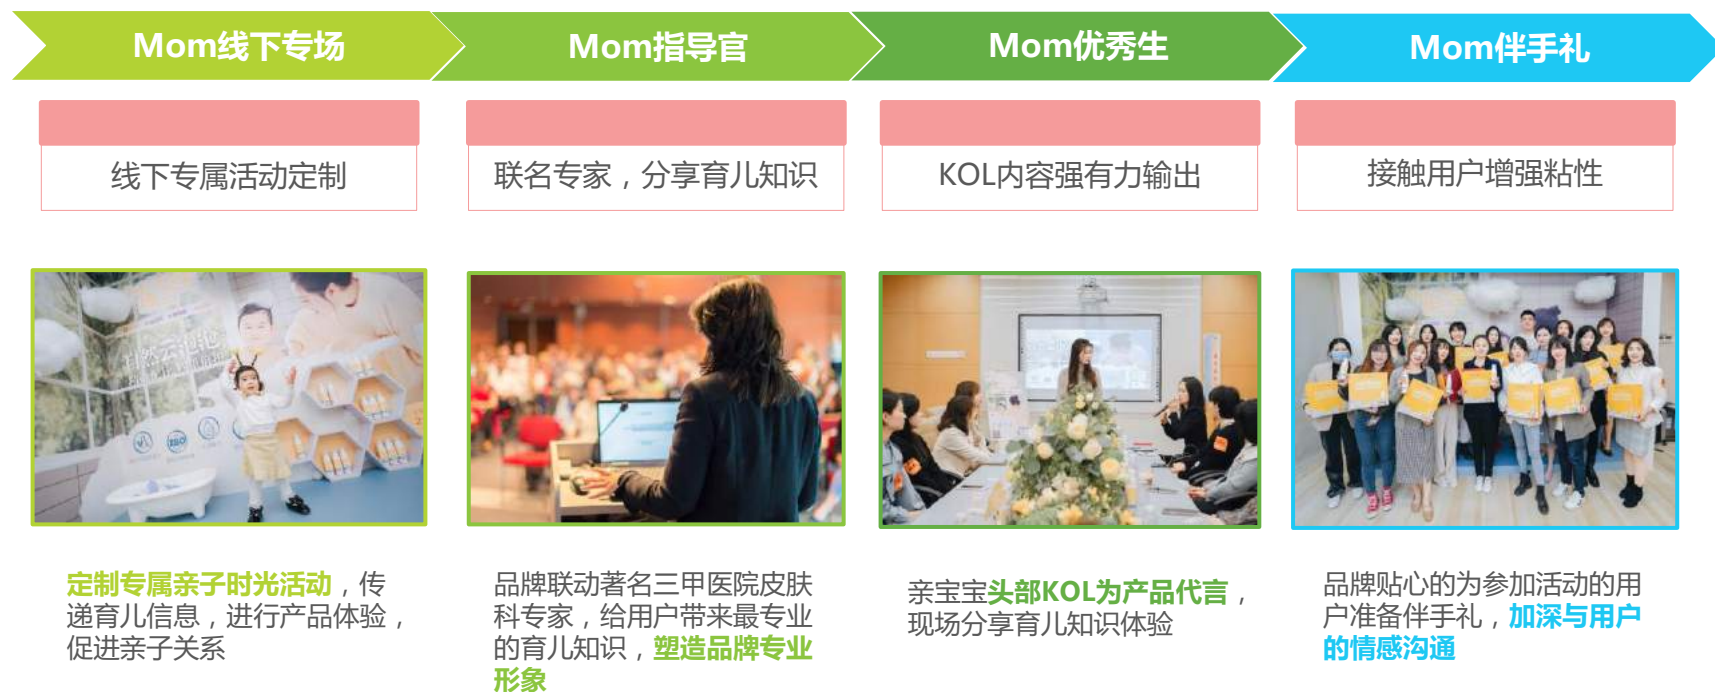 Mom线下专场
Mom指导官
Mom优秀生
Mom伴手礼
线下专属活动定制
联名专家，分享育儿知识
KOL内容强有力输出
接触用户增强粘性
定制专属亲子时光活动，传
递育儿信息，进行产品体验，
促进亲子关系
品牌联动著名三甲医院皮肤
科专家，给用户带来最专业
的育儿知识，塑造品牌专业
形象
亲宝宝头部KOL为产品代言，
现场分享育儿知识体验
品牌贴心的为参加活动的用
户准备伴手礼，加深与用户
的情感沟通